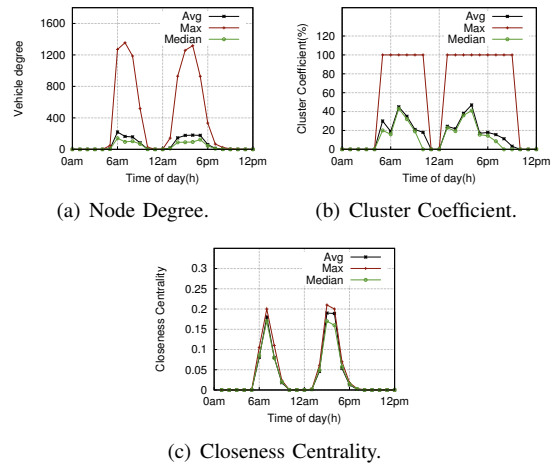 Avg
Max
Median
Vehicle degree
1600
1200
800
400
0
0am 6am 12am 6pm 12pm
Time of day(h)
(a) Node Degree.
Avg
Max
Median
Cluster Coefficient(%)
140
120
100
80
60
40
20
0
0am 6am 12am 6pm 12pm
Time of day(h)
(b) Cluster Coefficient.
Avg
Max
Median
Closeness Centrality
0.3
0.25
0.2
0.15
0.1
0.05
0
0am 6am 12am 6pm 12pm
Time of day(h)
(c) Closeness Centrality.